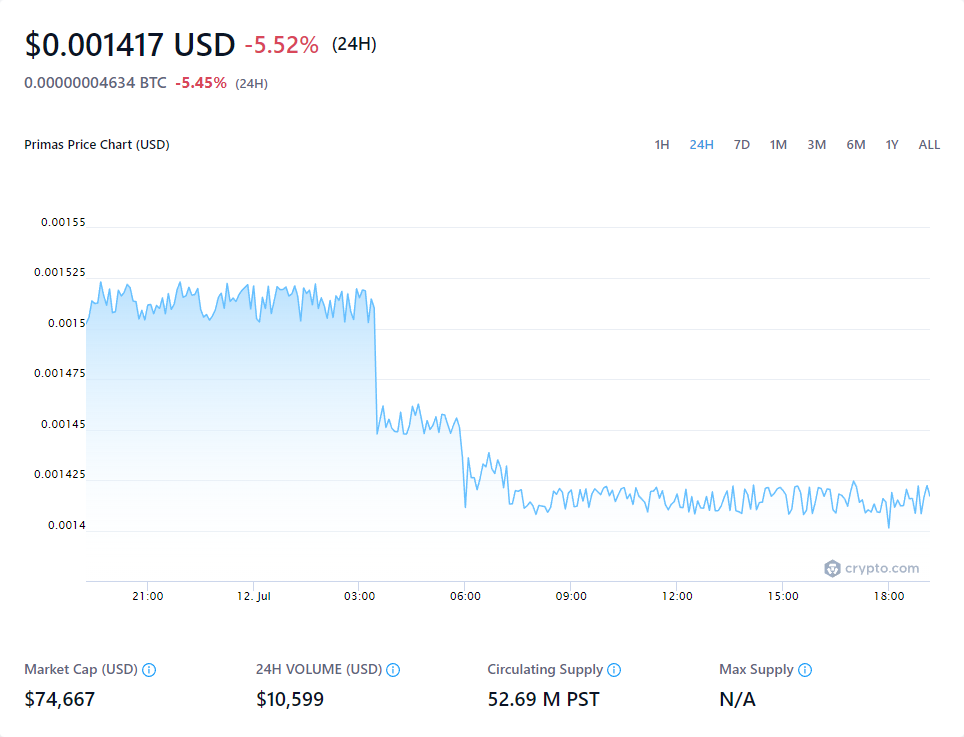 $0.001417 USD -5.52% (24H)
0.00000004634 BTC -5.45% (24H)
Primas Price Chart (USD) 1H 24H 7D 1M 3M 6M 1Y ALL
0.00155
0.001525
0.0015
0.001475
0.00145
0.001425
0.0014
crypto.com
21:00 12. Jul 03:00 06:00 09:00 12:00 15:00 18:00
Market Cap (USD) 24H VOLUME (USD) Circulating Supply Max Supply
$74,667 $10,599 52.69 M PST N/A